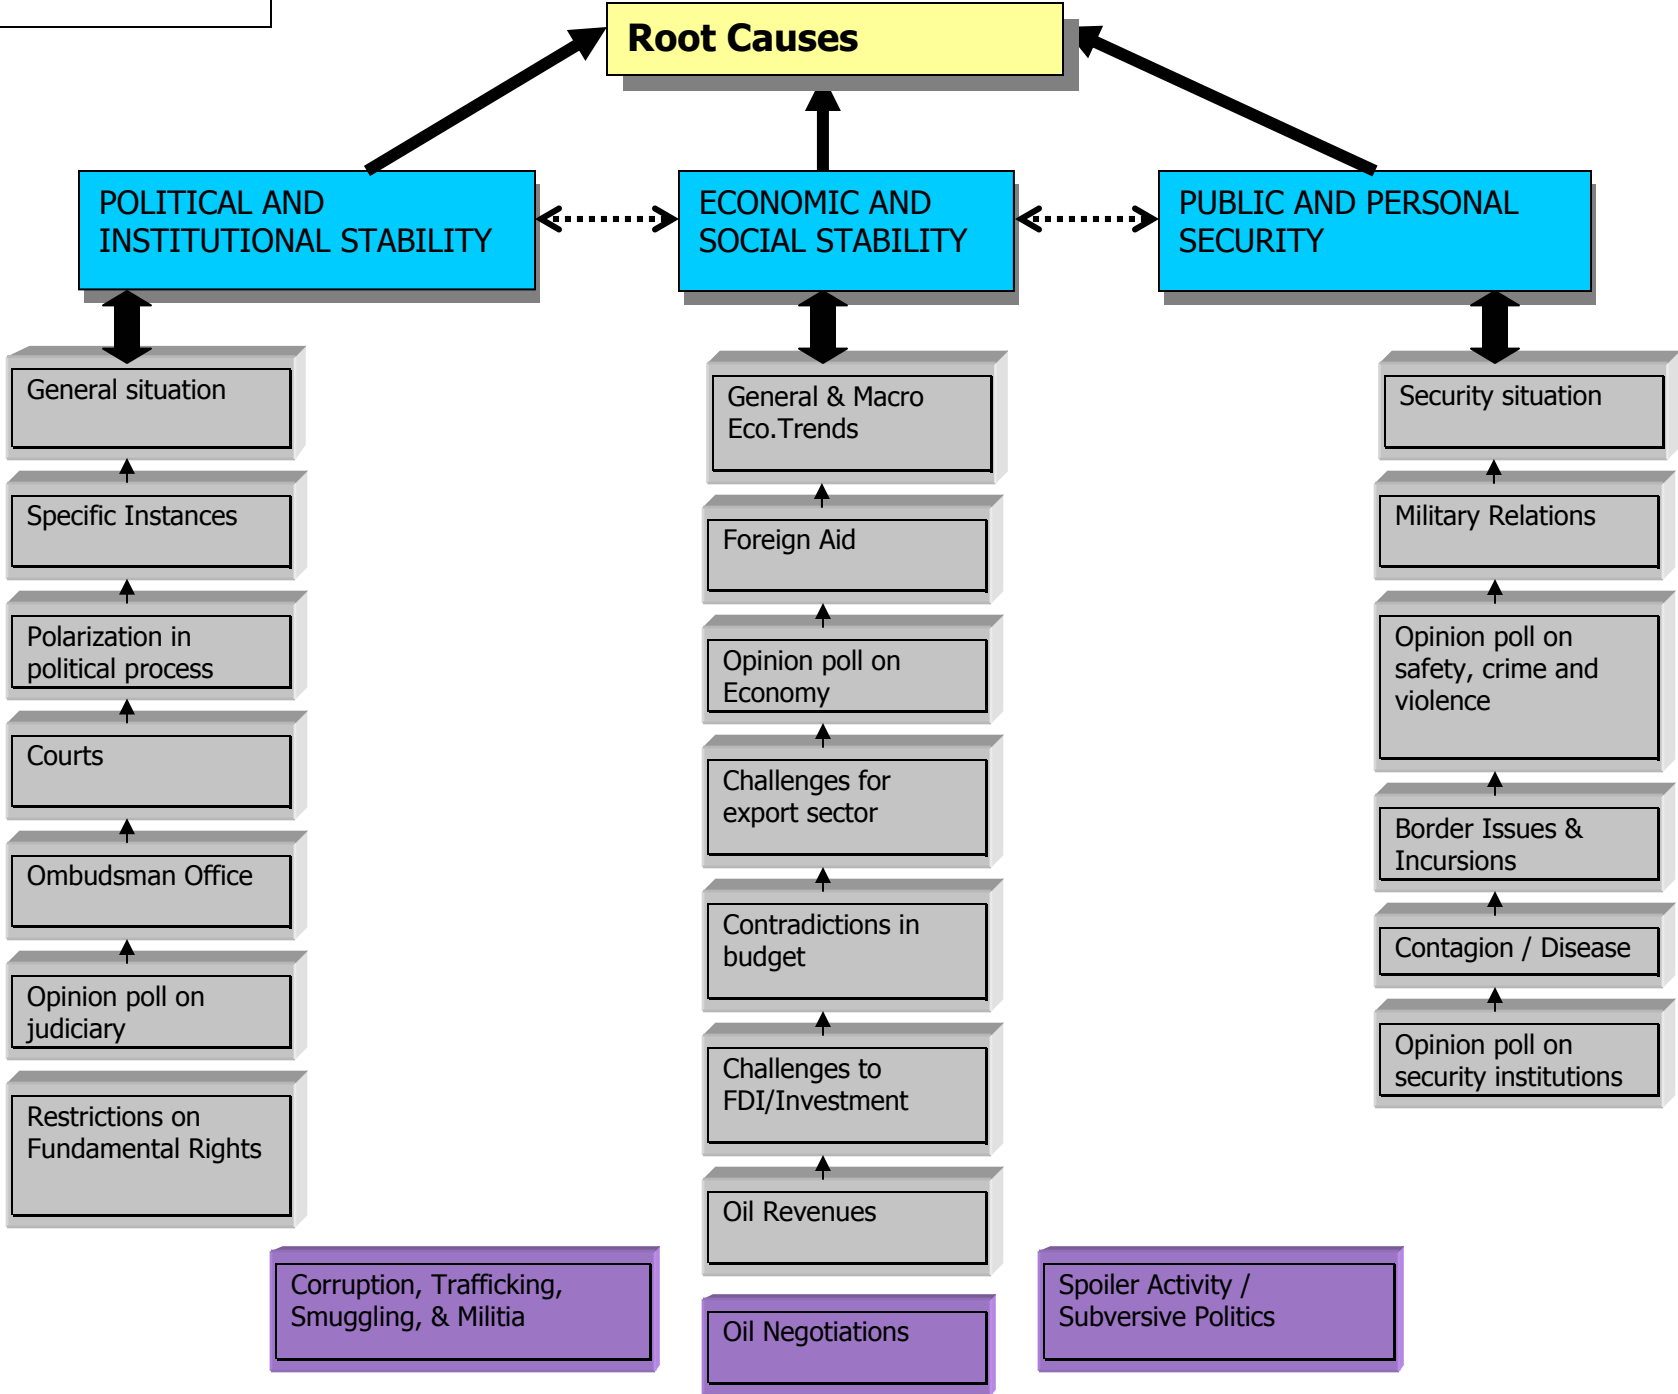 Root Causes
POLITICAL AND
INSTITUTIONAL STABILITY
ECONOMIC AND
SOCIAL STABILITY
PUBLIC AND PERSONAL
SECURITY
General situation
Specific Instances
Polarization in
political process
Courts
Ombudsman Office
Opinion poll on
judiciary
Restrictions on
Fundamental Rights
General & Macro
Eco.Trends
Foreign Aid
Opinion poll on
Economy
Challenges for
export sector
Contradictions in
budget
Challenges to
FDI/Investment
Oil Revenues
Security situation
Military Relations
Opinion poll on
safety, crime and
violence
Border Issues &
Incursions
Contagion / Disease
Opinion poll on
security institutions
Corruption, Trafficking,
Smuggling, & Militia
Oil Negotiations
Spoiler Activity /
Subversive Politics